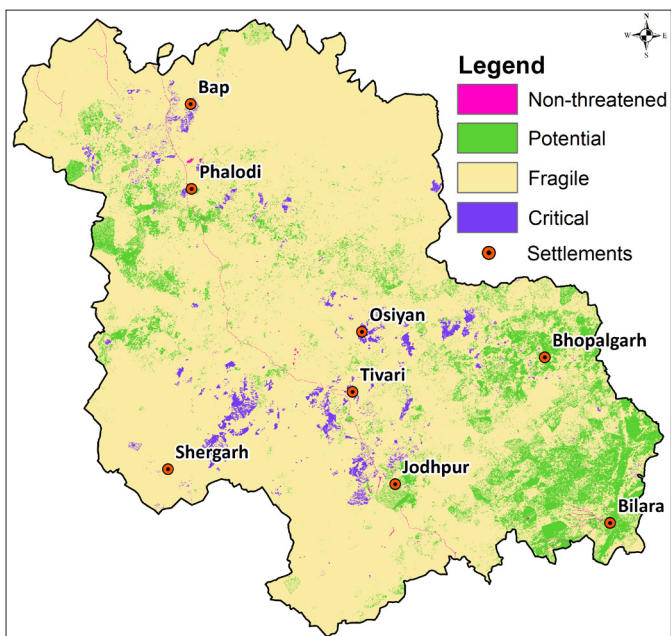 N
W E
S
Legend
Non-threatened
Potential
Fragile
Critical
Settlements
Bap
Phalodi
Osiyan
Bhopalgarh
Tivari
Shergarh
Jodhpur
Bilara